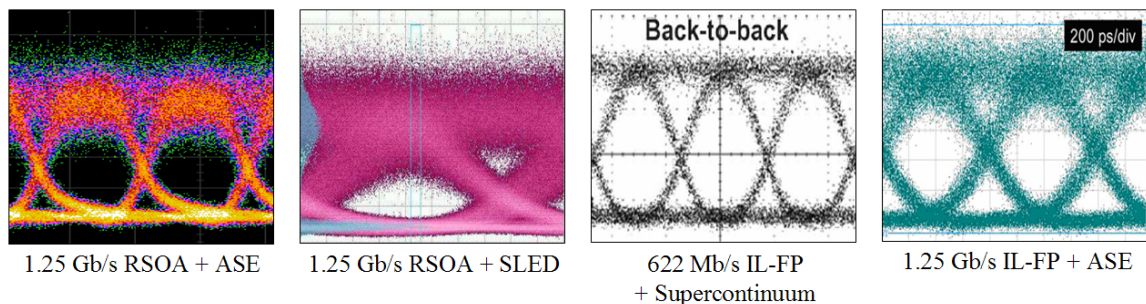 Back-to-back
200 ps/div
1.25 Gb/s RSOA + ASE
1.25 Gb/s RSOA + SLED
622 Mb/s IL-FP
+ Supercontinuum
1.25 Gb/s IL-FP + ASE